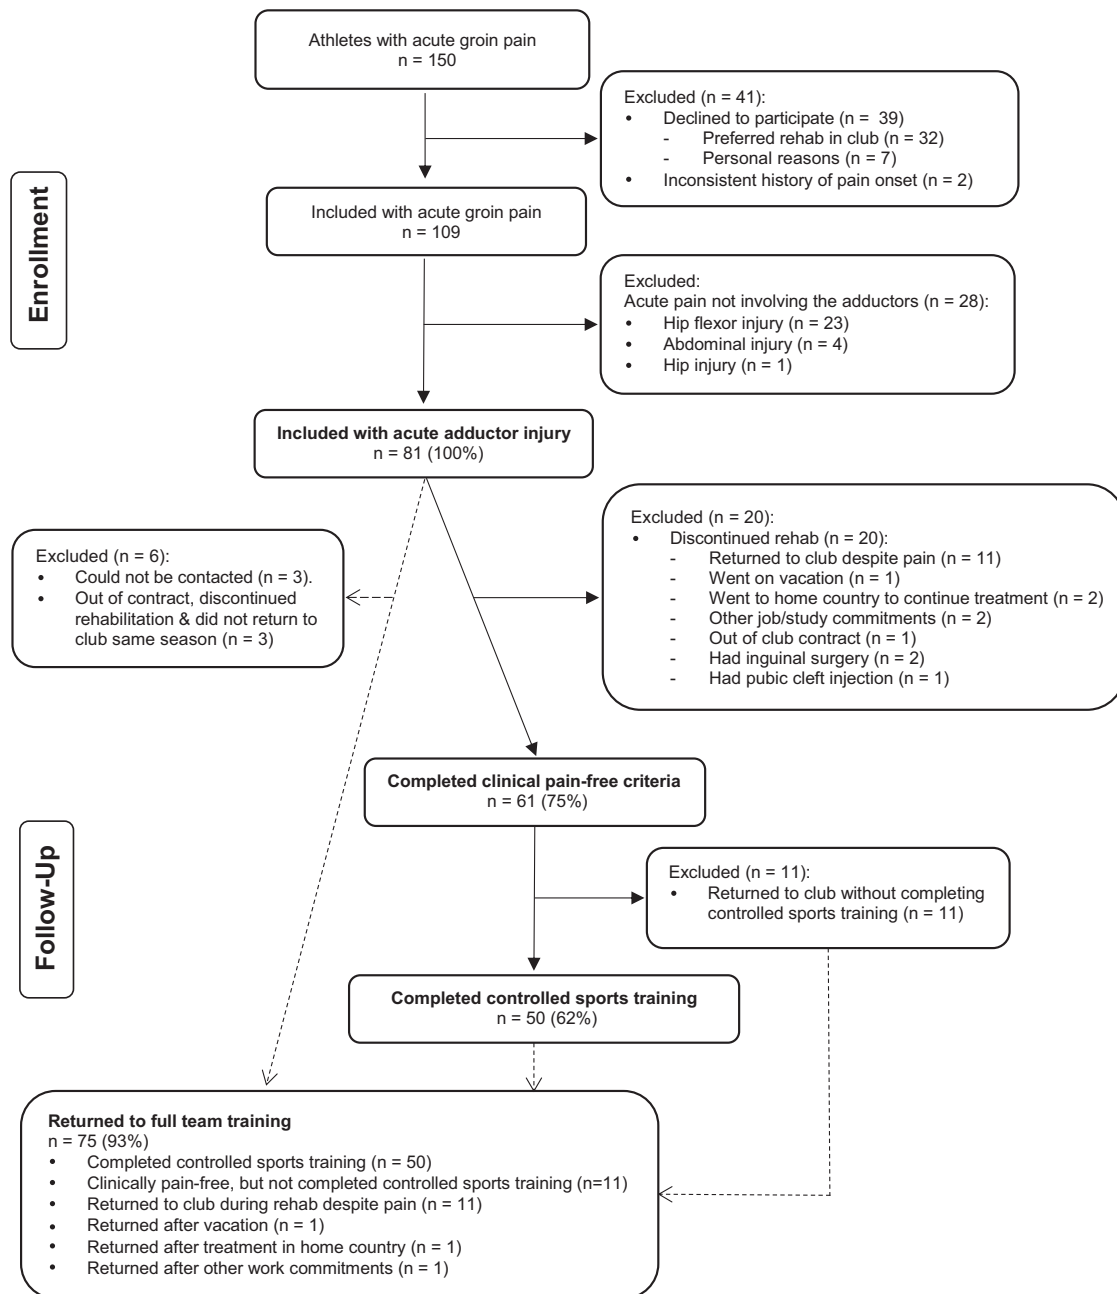 Athletes with acute groin pain
n = 150
Excluded (n = 41):
• Declined to participate (n =  39)
- Preferred rehab in club (n = 32)
- Personal reasons (n = 7)
• Inconsistent history of pain onset (n = 2)
Enrollment
Included with acute groin pain
n = 109
Excluded:
Acute pain not involving the adductors (n = 28):
• Hip flexor injury (n = 23)
• Abdominal injury (n = 4)
• Hip injury (n = 1)
Included with acute adductor injury
n = 81 (100%)
Excluded (n = 6):
• Could not be contacted (n = 3).
• Out of contract, discontinued
rehabilitation & did not return to
club same season (n = 3)
Excluded (n = 20):
• Discontinued rehab (n = 20):
- Returned to club despite pain (n = 11)
- Went on vacation (n = 1)
- Went to home country to continue treatment (n = 2)
- Other job/study commitments (n = 2)
- Out of club contract (n = 1)
- Had inguinal surgery (n = 2)
- Had pubic cleft injection (n = 1)
Completed clinical pain-free criteria
n = 61 (75%)
Follow-Up
Excluded (n = 11):
• Returned to club without completing
controlled sports training (n = 11)
Completed controlled sports training
n = 50 (62%)
Returned to full team training
n = 75 (93%)
• Completed controlled sports training (n = 50)
• Clinically pain-free, but not completed controlled sports training (n=11)
• Returned to club during rehab despite pain (n = 11)
• Returned after vacation (n = 1)
• Returned after treatment in home country (n = 1)
• Returned after other work commitments (n = 1)